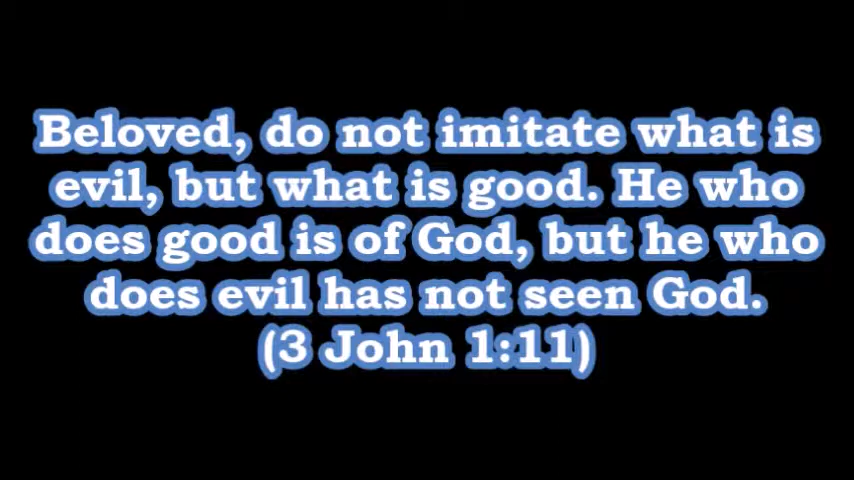 Beloved, do not imitate what is
evil, but what is good. He who
does good is of God, but he who
does evil has not seen God.
(3 John 1:11)